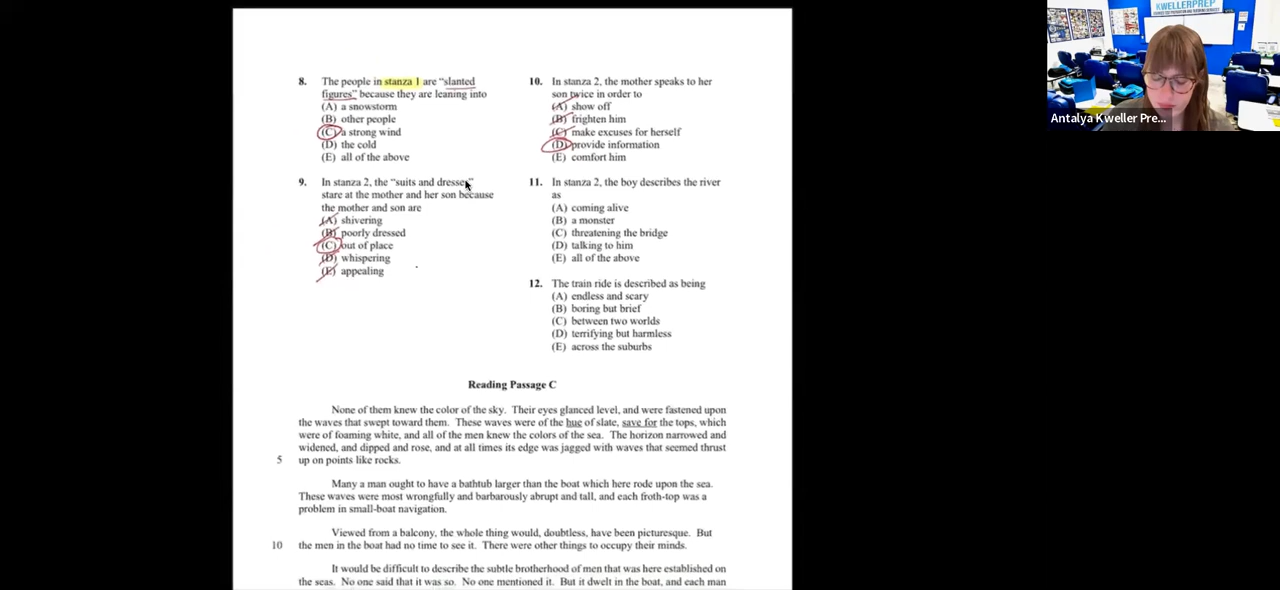 8. The people in stanza 1 are “slanted
figures” because they are leaning into
(A) a snowstorm
(B) other people
(C) a strong wind
(D) the cold
(E) all of the above
9. In stanza 2, the “suits and dresses”
stare at the mother and her son because
the mother and son are
(A) shivering
(B) poorly dressed
(C) out of place
(D) whispering
(E) appealing
10. In stanza 2, the mother speaks to her
son twice in order to
(A) show off
(B) frighten him
(C) make excuses for herself
(D) provide information
(E) comfort him
11. In stanza 2, the boy describes the river
as
(A) coming alive
(B) a monster
(C) threatening the bridge
(D) talking to him
(E) all of the above
12. The train ride is described as being
(A) endless and scary
(B) boring but brief
(C) between two worlds
(D) terrifying but harmless
(E) across the suburbs
Reading Passage C
None of them knew the color of the sky. Their eyes glanced level, and were fastened upon
the waves that swept toward them. These waves were of the hue of slate, save for the tops, which
were of foaming white, and all of the men knew the colors of the sea. The horizon narrowed and
widened, and dipped and rose, and at all times its edge was jagged with waves that seemed thrust
5 up on points like rocks.
Many a man ought to have a bathtub larger than the boat which here rode upon the sea.
These waves were most wrongfully and barbarously abrupt and tall, and each froth-top was a
problem in small-boat navigation.
Viewed from a balcony, the whole thing would, doubtless, have been picturesque. But
10 the men in the boat had no time to see it. There were other things to occupy their minds.
It would be difficult to describe the subtle brotherhood of men that was here established on
the seas. No one said that it was so. No one mentioned it. But it dwelt in the boat, and each man
KWELLERPREP
Antalya Kweller Pre...